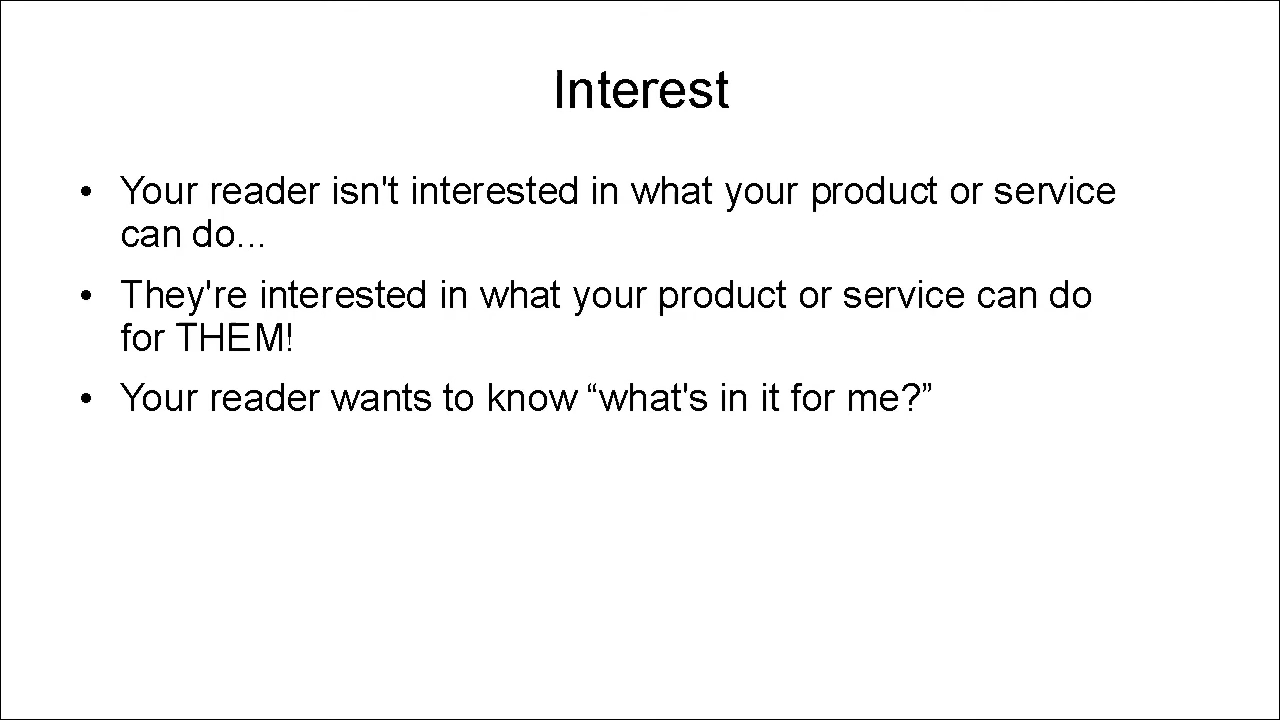 Interest
• Your reader isn't interested in what your product or service
can do...
• They're interested in what your product or service can do
for THEM!
• Your reader wants to know “what's in it for me?”